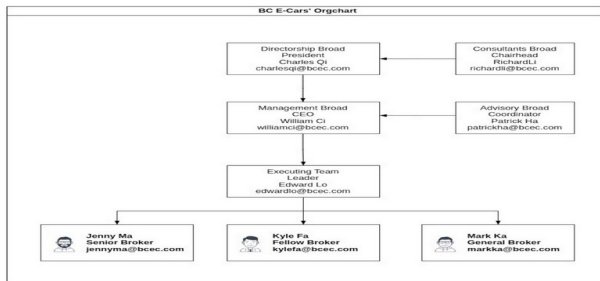 BC E-Cars' Orgchart
Directorship Broad
President
Charles Qi
charlesqi@bcec.com
Consultants Broad
Chairhead
RichardLi
richardli@bcec.com
Management Broad
CEO
William Ci
williamci@bcec.com
Advisory Broad
Coordinator
Patrick Ha
patrickha@bcec.com
Executing Team
Leader
Edward Lo
edwardlo@bcec.com
Jenny Ma
Senior Broker
jennyma@bcec.com
Kyle Fa
Fellow Broker
kylefa@bcec.com
Mark Ka
General Broker
markka@bcec.com